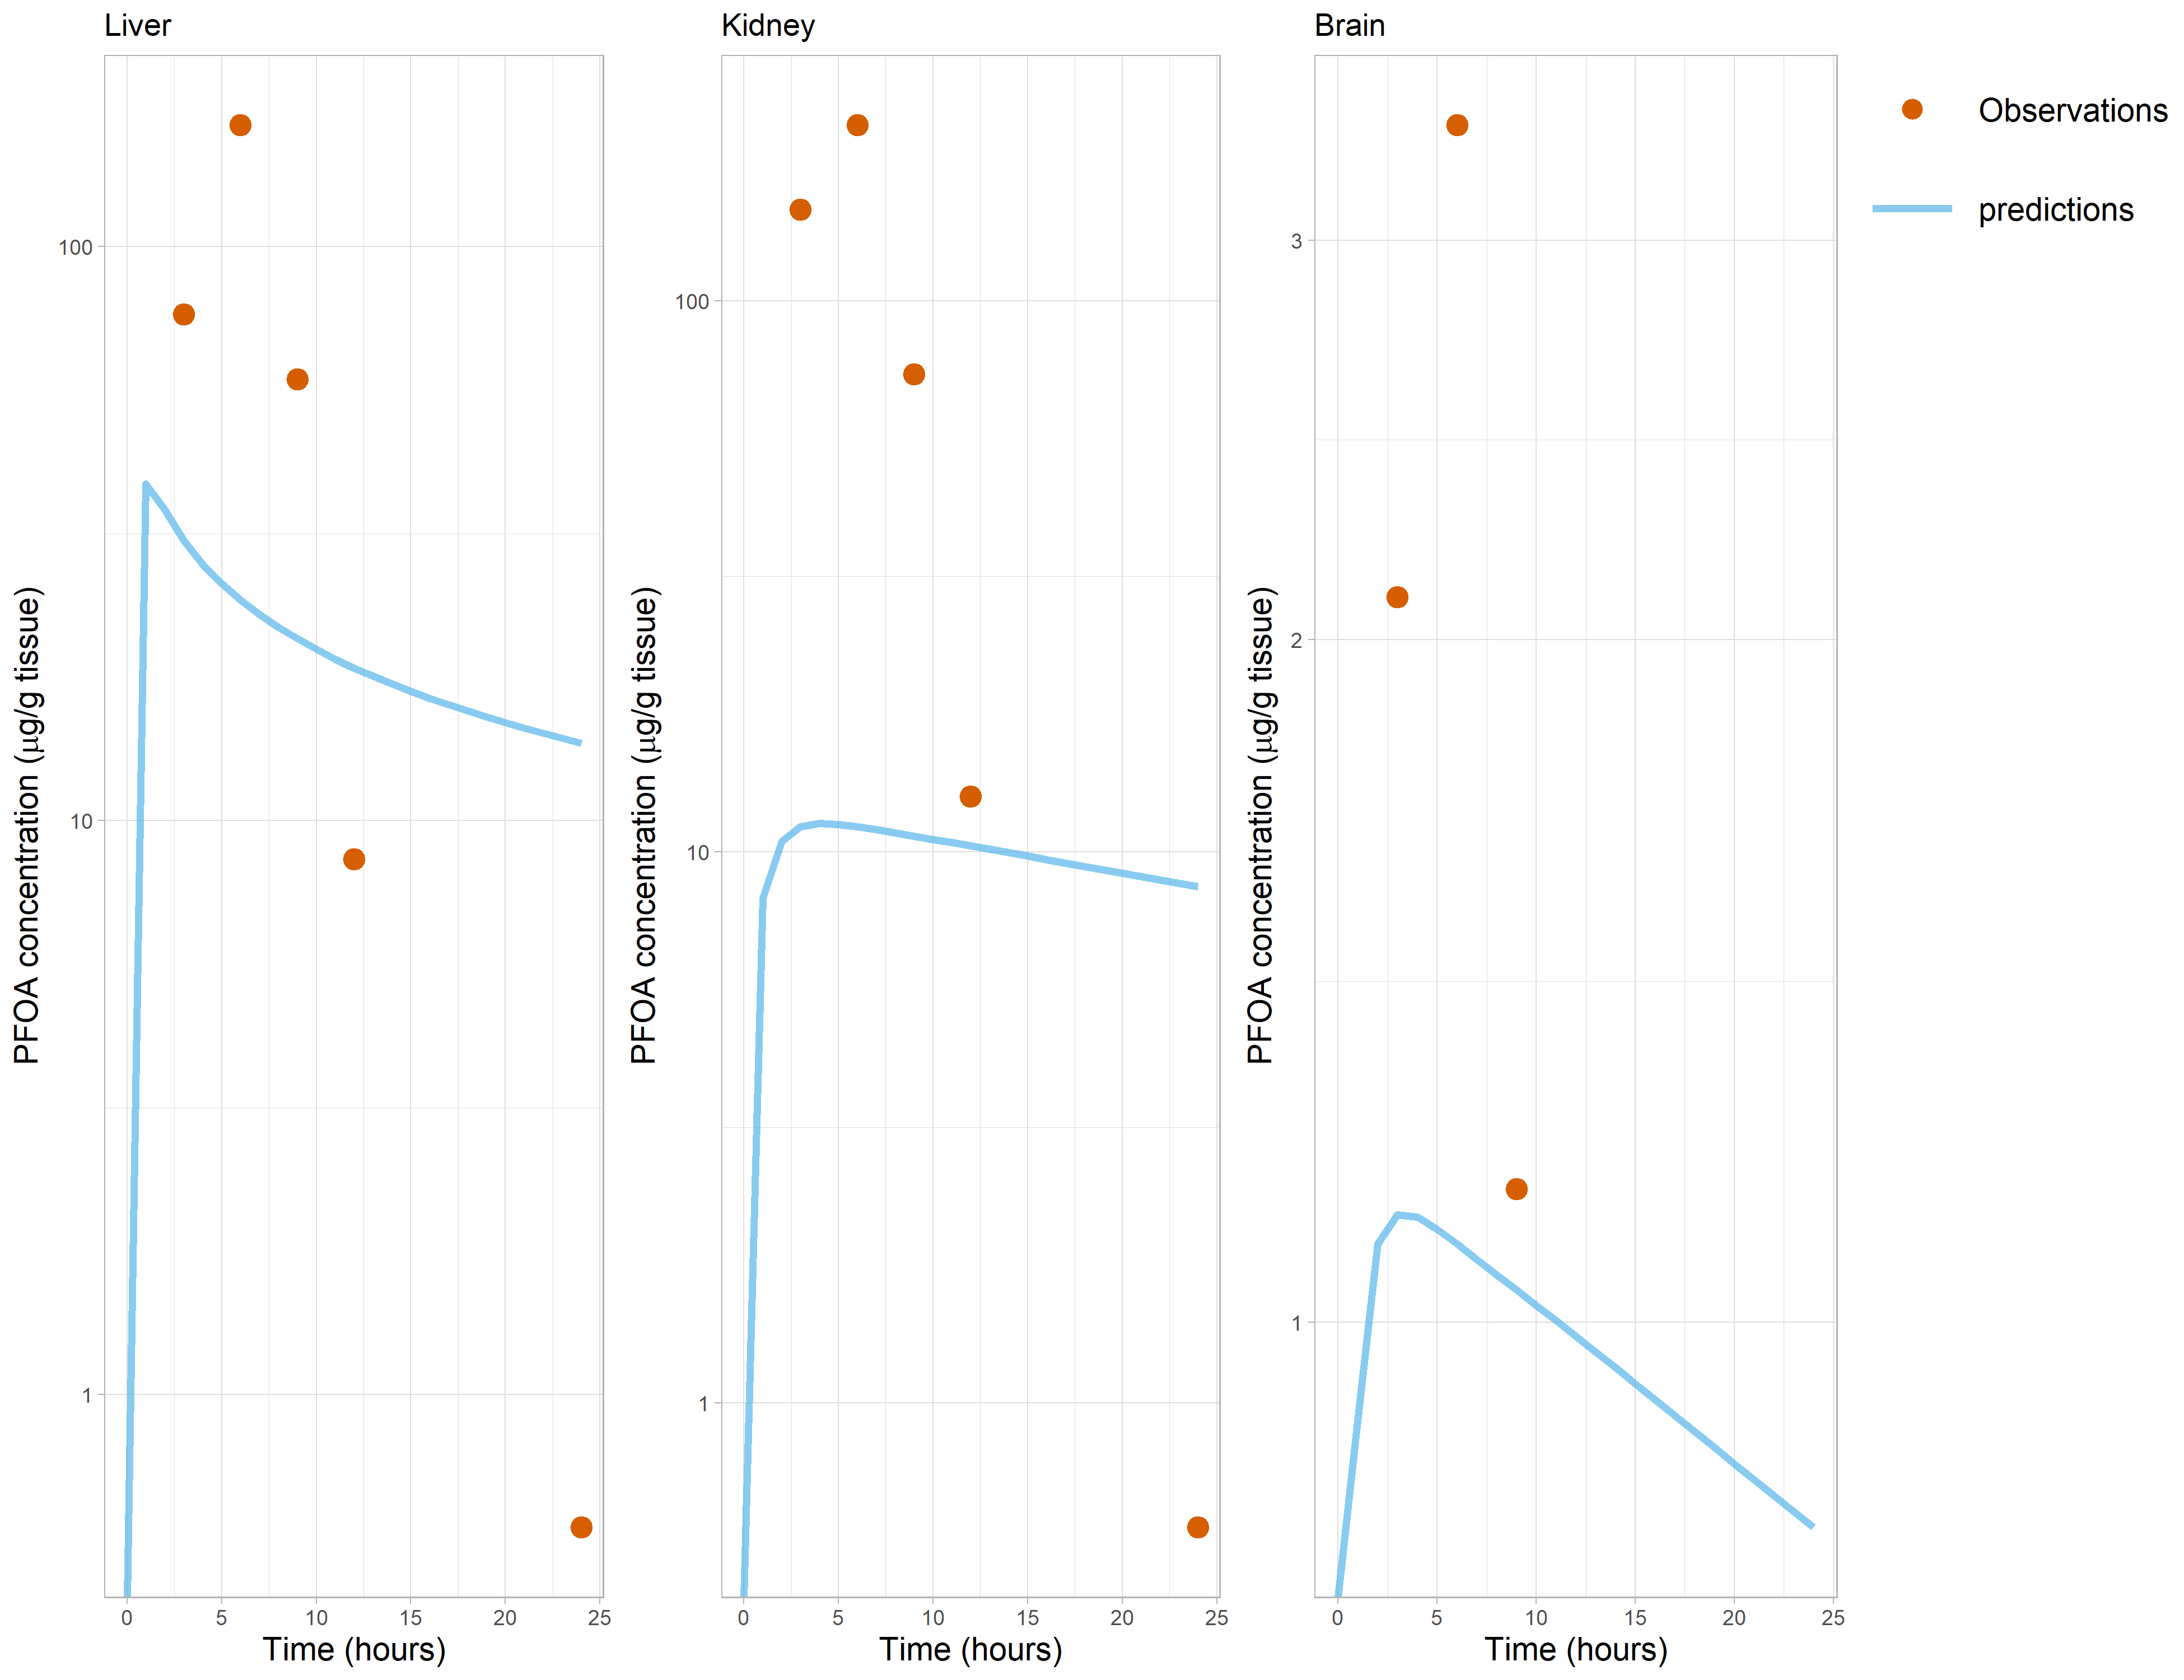 Liver
Kidney
Brain
Observations
predictions
PFOA concentration (μg/g tissue)
100
10
1
0 5 10 15 20 25
Time (hours)
PFOA concentration (μg/g tissue)
100
10
1
0 5 10 15 20 25
Time (hours)
PFOA concentration (μg/g tissue)
3
2
1
0 5 10 15 20 25
Time (hours)